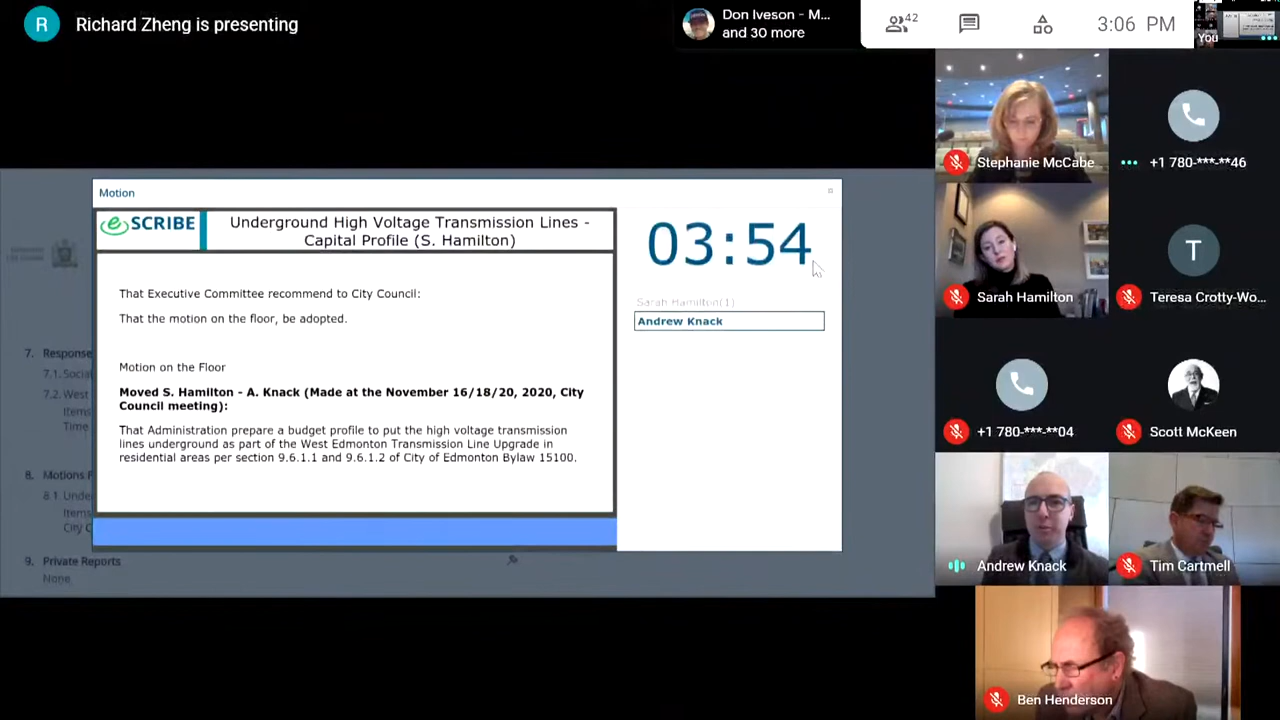 R
Richard Zheng is presenting
Don Iveson - M...
and 30 more
42
3:06 PM
You
Motion
eSCRIBE
Underground High Voltage Transmission Lines -
Capital Profile (S. Hamilton)
That Executive Committee recommend to City Council:
That the motion on the floor, be adopted.
Motion on the Floor
Moved S. Hamilton - A. Knack (Made at the November 16/18/20, 2020, City
Council meeting):
That Administration prepare a budget profile to put the high voltage transmission
lines underground as part of the West Edmonton Transmission Line Upgrade in
residential areas per section 9.6.1.1 and 9.6.1.2 of City of Edmonton Bylaw 15100.
03:54
Sarah Hamilton(1)
Andrew Knack
7. Response
7.1. Social
7.2. West
Items
Time
8. Motions
8.1. Unde
Items
City C
9. Private Reports
None
Stephanie McCabe
+1 780-***-**46
Sarah Hamilton
T
Teresa Crotty-Wo...
+1 780-***-**04
Scott McKeen
Andrew Knack
Tim Cartmell
Ben Henderson